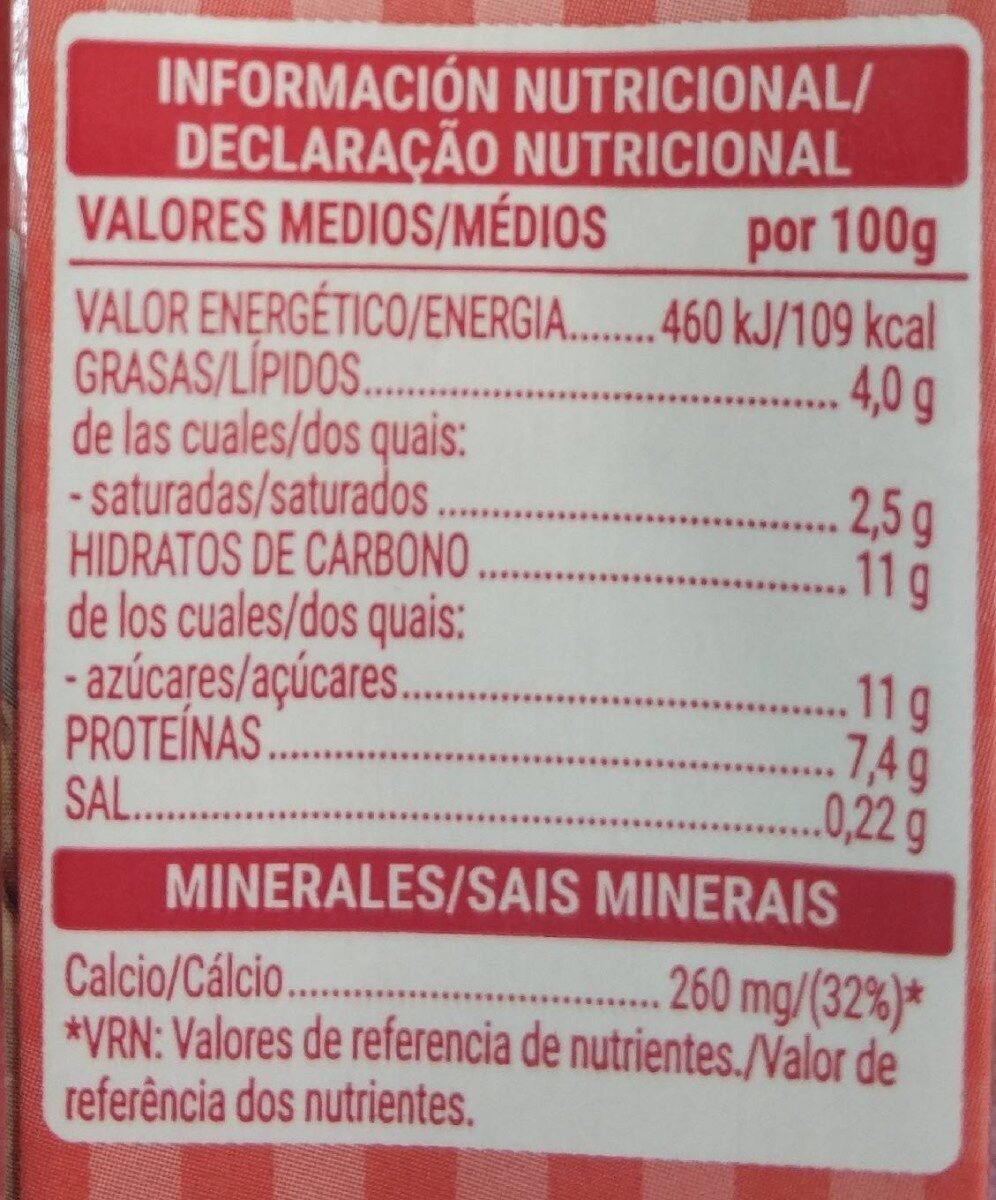 INFORMACIÓN NUTRICIONAL/
DECLARAÇÃO NUTRICIONAL
VALORES MEDIOS/MÉDIOS por 100g
VALOR ENERGÉTICO/ENERGIA........ 460 kJ/109 kcal
GRASAS/LÍPIDOS............................................. 4,0 g
de las cuales/dos quais:
- saturadas/saturados ...................................... 2,5 g
HIDRATOS DE CARBONO .................................. 11 g
de los cuales/dos quais:
- azúcares/açúcares.......................................... 11 g
PROTEÍNAS ..................................................... 7,4 g
SAL................................................................0,22 g
MINERALES/SAIS MINERAIS
Calcio/Cálcio................................... 260 mg/(32%)*
*VRN: Valores de referencia de nutrientes./Valor de
referência dos nutrientes.